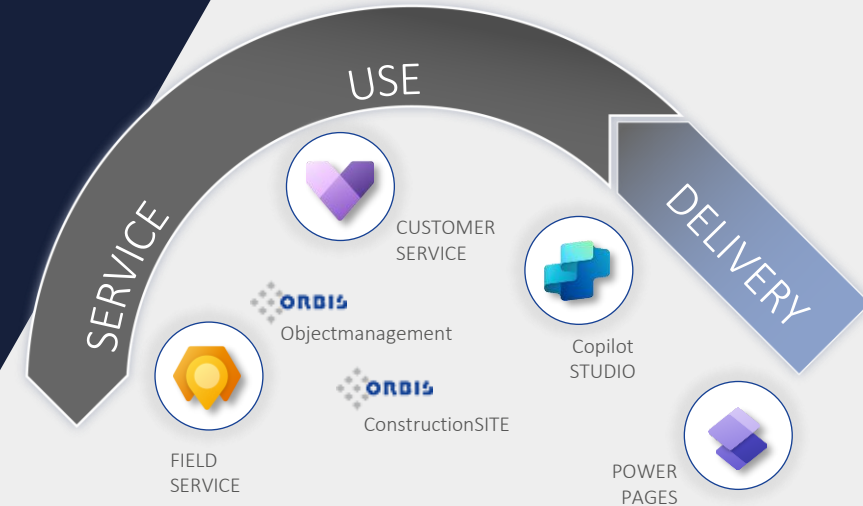 USE
SERVICE
DELIVERY
CUSTOMER
SERVICE
ORBIS
Objectmanagement
Copilot
STUDIO
ORBIS
ConstructionSITE
FIELD
SERVICE
POWER
PAGES